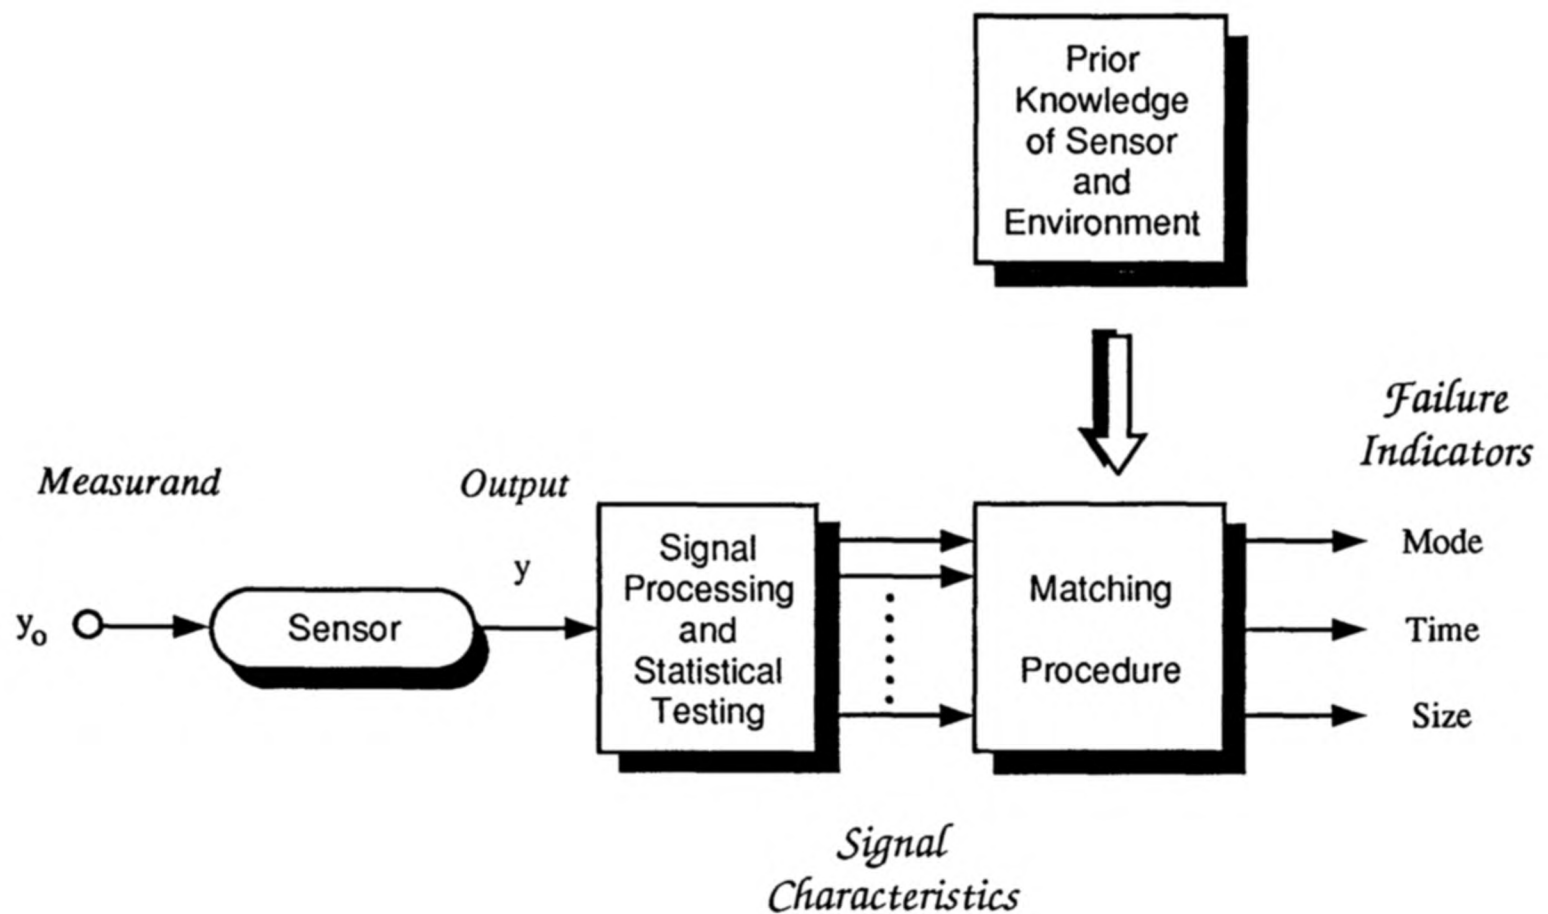 Prior
Knowledge
of Sensor
and
Environment
Failure
Indicators
Measurand
Output
y
y₀
Sensor
Signal
Processing
and
Statistical
Testing
Matching
Procedure
Mode
Time
Size
Signal
Characteristics